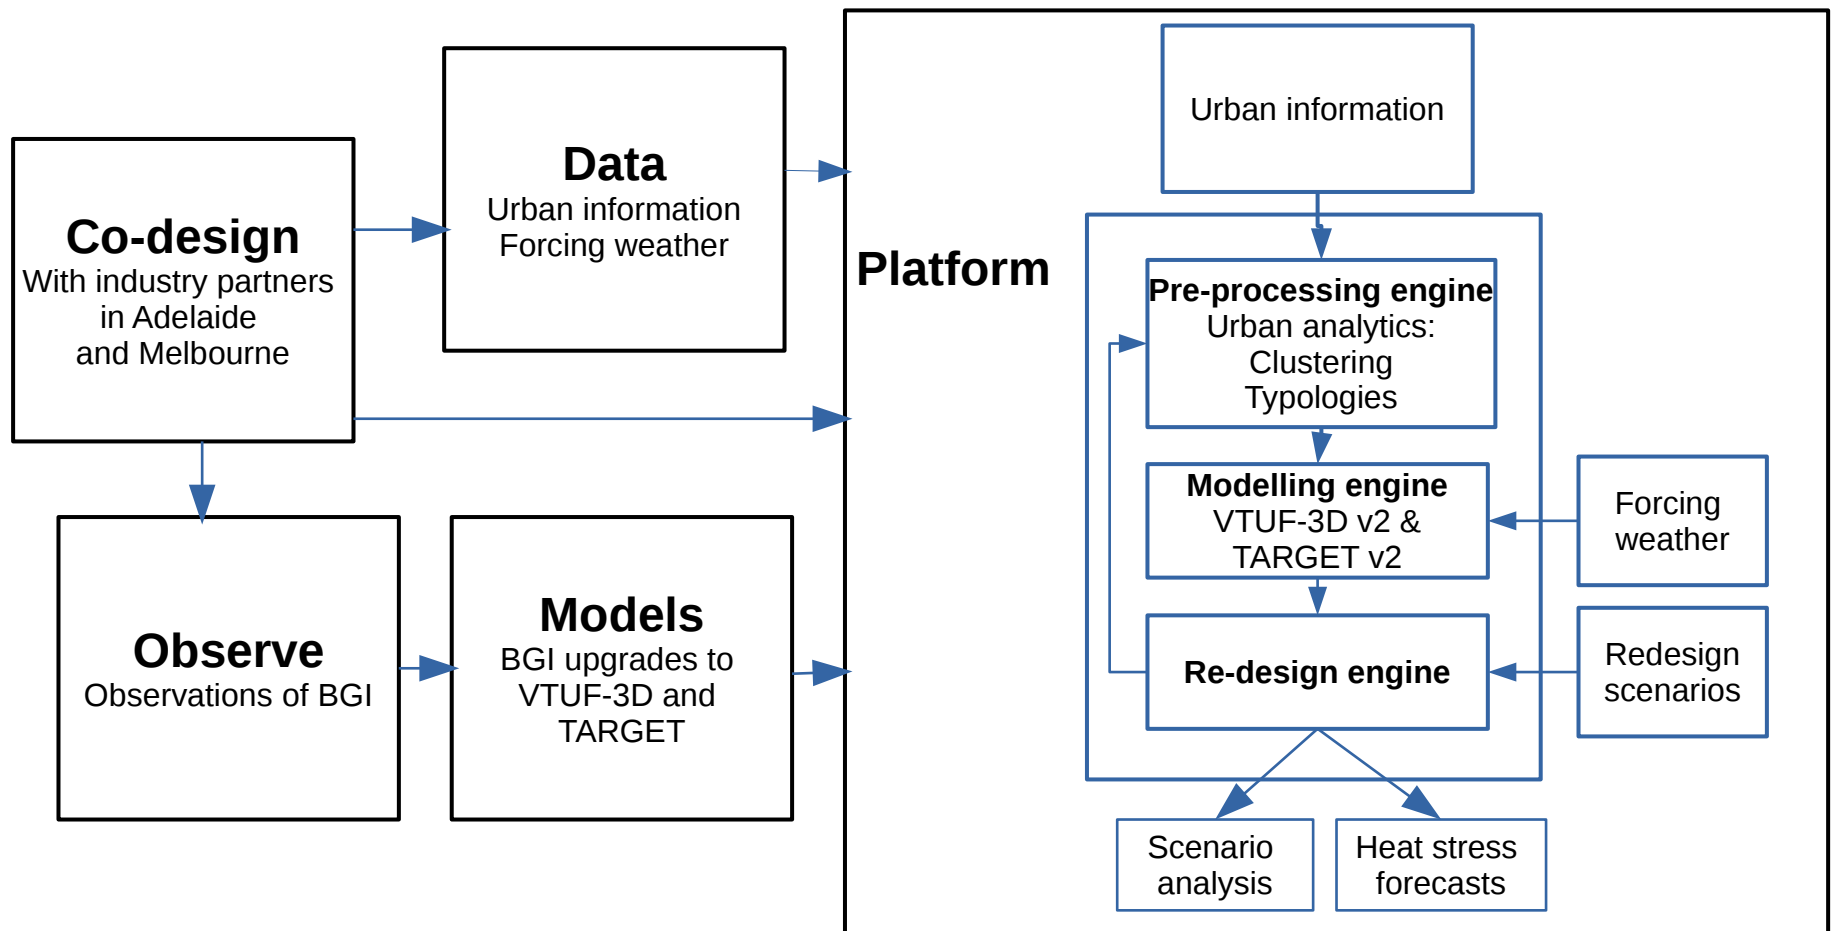 Co-design
With industry partners
in Adelaide
and Melbourne
Data
Urban information
Forcing weather
Observe
Observations of BGI
Models
BGI upgrades to
VTUF-3D and
TARGET
Platform
Urban information
Pre-processing engine
Urban analytics:
Clustering
Typologies
Modelling engine
VTUF-3D v2 &
TARGET v2
Forcing
weather
Re-design engine
Redesign
scenarios
Scenario
analysis
Heat stress
forecasts